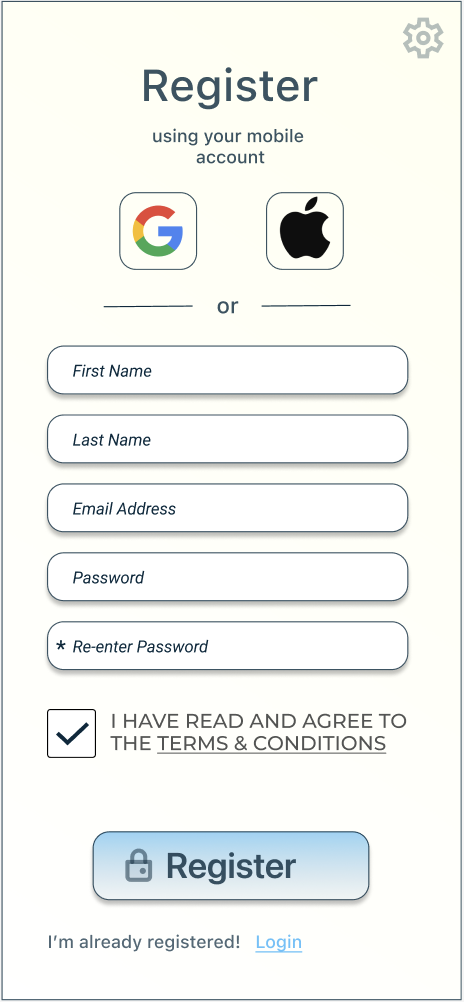 Register
using your mobile
account
or
First Name
Last Name
Email Address
Password
* Re-enter Password
I HAVE READ AND AGREE TO
THE TERMS & CONDITIONS
Register
I’m already registered! Login